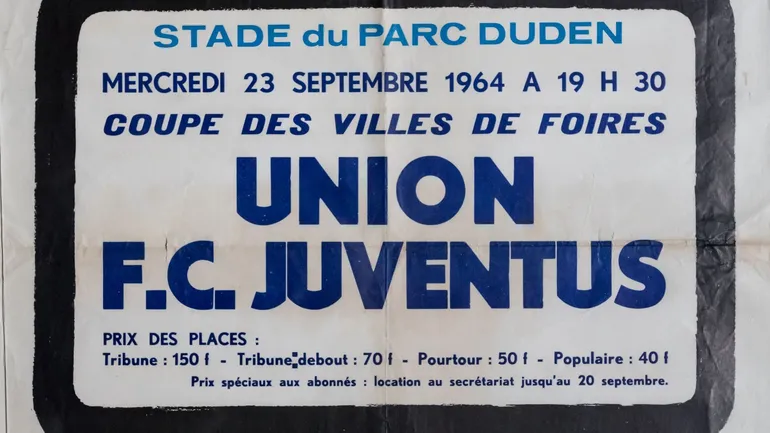 STADE du PARC DUDEN
MERCREDI 23 SEPTEMBRE 1964 A 19 H 30
COUPE DES VILLES DE FOIRES
UNION
F.C. JUVENTUS
PRIX DES PLACES :
Tribune : 150 f - Tribune debout : 70 f - Pourtour : 50 f - Populaire : 40 f
Prix spéciaux aux abonnés : location au secrétariat jusqu'au 20 septembre.